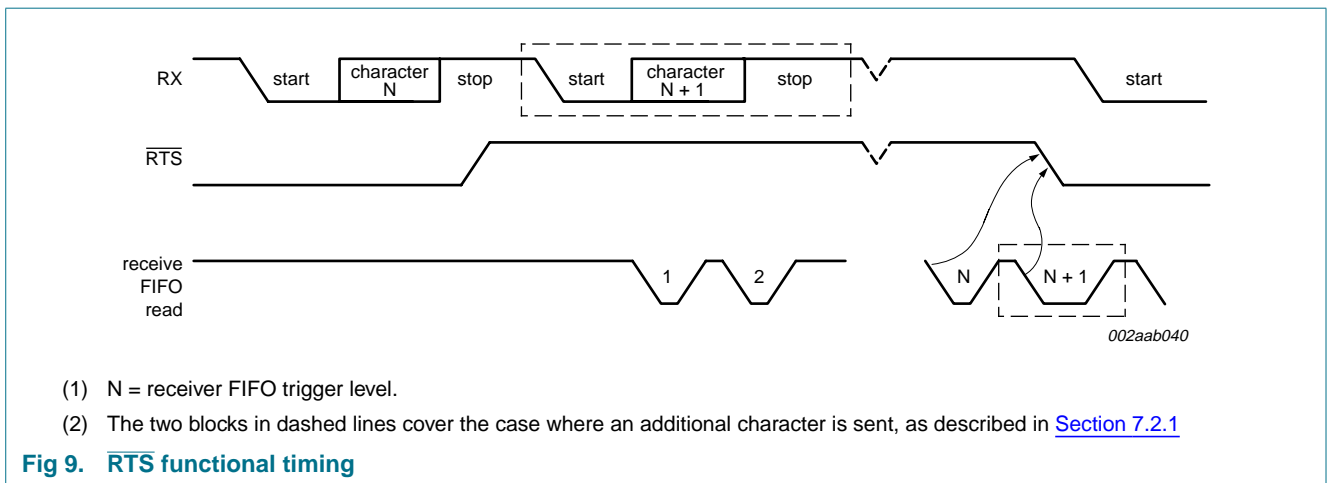 RX start character N stop start character N + 1 stop start
R̅T̅S̅
receive FIFO read 1 2 N N + 1
002aab040
(1) N = receiver FIFO trigger level.
(2) The two blocks in dashed lines cover the case where an additional character is sent, as described in Section 7.2.1
Fig 9. R̅T̅S̅ functional timing